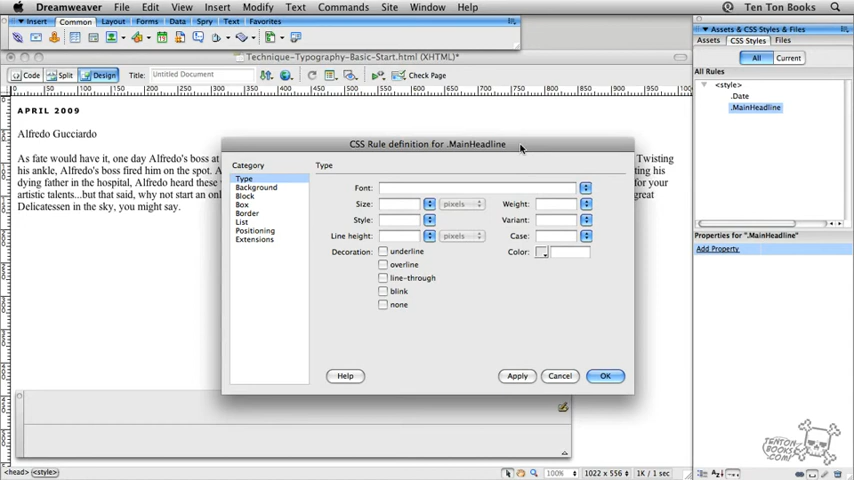 Dreamweaver File Edit View Insert Modify Text Commands Site Window Help Ten Ton Books
Insert Common Layout Forms Data Spry Text Favorites
Technique-Typography-Basic-Start.html (XHTML)*
Code Split Design Title: Untitled Document Check Page
APRIL 2009
Alfredo Gucciardo
As fate would have it, one day Alfredo's boss at
Twisting
his ankle, Alfredo's boss fired him on the spot. A
dying father in the hospital, Alfredo heard these
for your
artistic talents...but that said, why not start an onl
great
Delicatessen in the sky, you might say.
CSS Rule definition for .MainHeadline
Category
Type
Background
Block
Box
Border
List
Positioning
Extensions
Type
Font:
Size: pixels Weight:
Style: Variant:
Line height: pixels Case:
Decoration: underline Color:
overline
line-through
blink
none
Help Apply Cancel OK
Assets & CSS Styles & Files
Assets CSS Styles Files
All Current
All Rules
<style>
.Date
.MainHeadline
Properties for ".MainHeadline"
Add Property
TENTON
BOOKS.COM
<head> <style> 100% 1022 x 556 1K / 1 sec